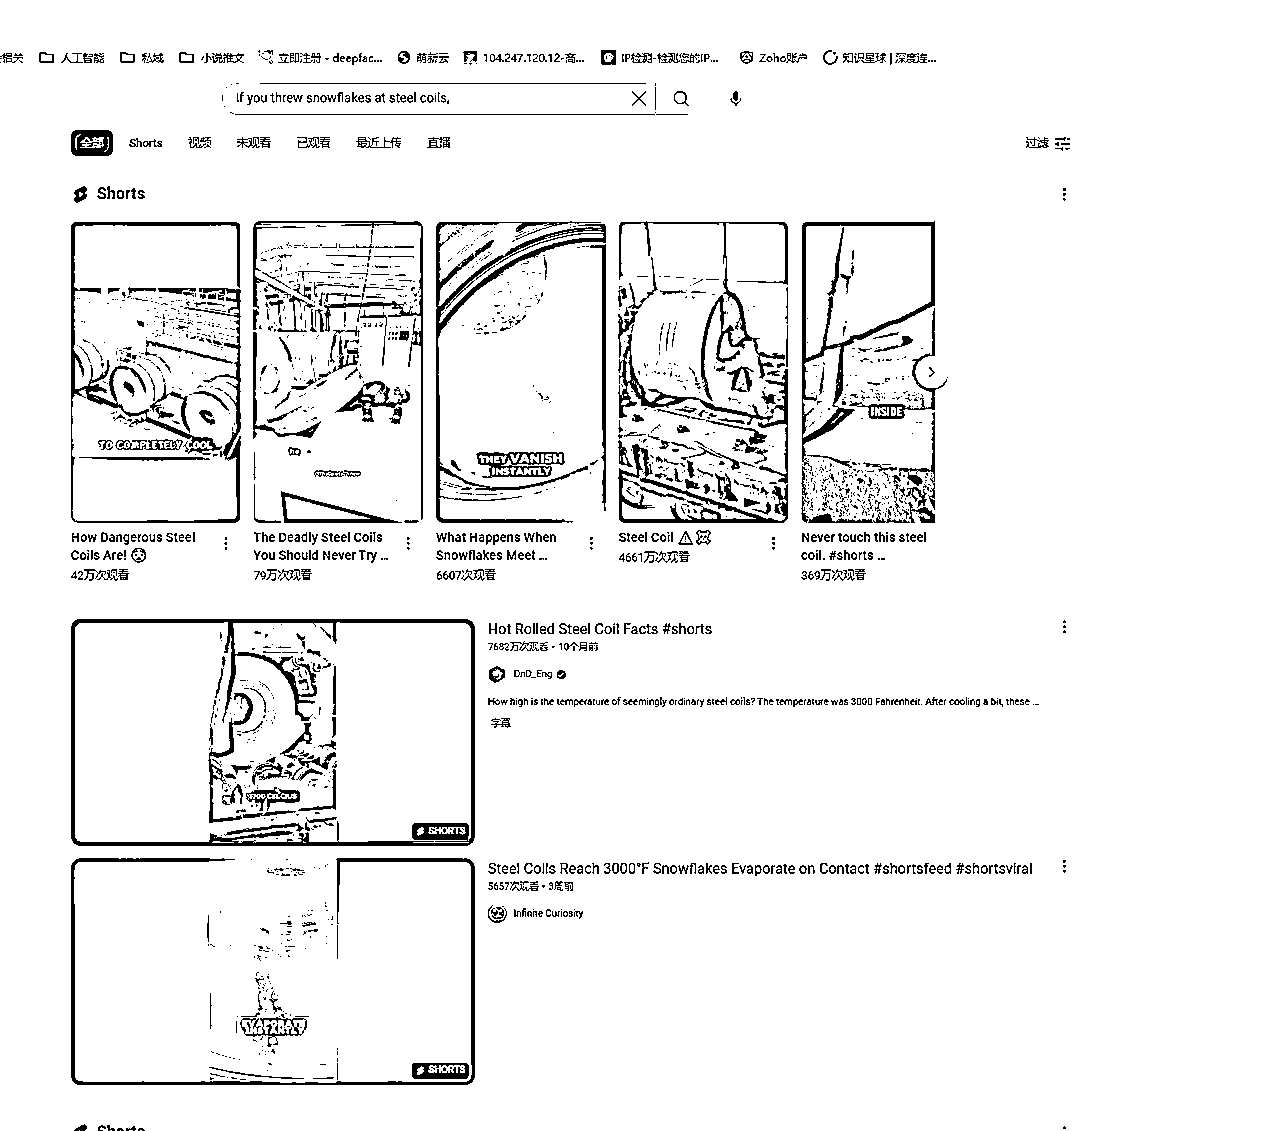 人工智能
私域
小说推文
立即注册 - deepfac...
萌新云
104.247.120.12-商...
IP检测-检测您的IP...
Zoho账户
知识星球 | 深度连...
If you threw snowflakes at steel coils,
全部
Shorts
视频
未观看
已观看
最近上传
直播
过滤
Shorts
TO COMPLETELY COOL
THEY VANISH
INSTANTLY
INSIDE
How Dangerous Steel
Coils Are!
42万次观看
The Deadly Steel Coils
You Should Never Try ...
79万次观看
What Happens When
Snowflakes Meet ...
6607次观看
Steel Coil
4661万次观看
Never touch this steel
coil. #shorts ...
369万次观看
SHORTS
Hot Rolled Steel Coil Facts #shorts
7682万次观看 • 10个月前
DnD_Eng
How high is the temperature of seemingly ordinary steel coils? The temperature was 3000 Fahrenheit. After cooling a bit, these ...
字幕
INSTANTLY
SHORTS
Steel Coils Reach 3000°F Snowflakes Evaporate on Contact #shortsfeed #shortsviral
5657次观看 • 3周前
Infinite Curiosity
Shorts